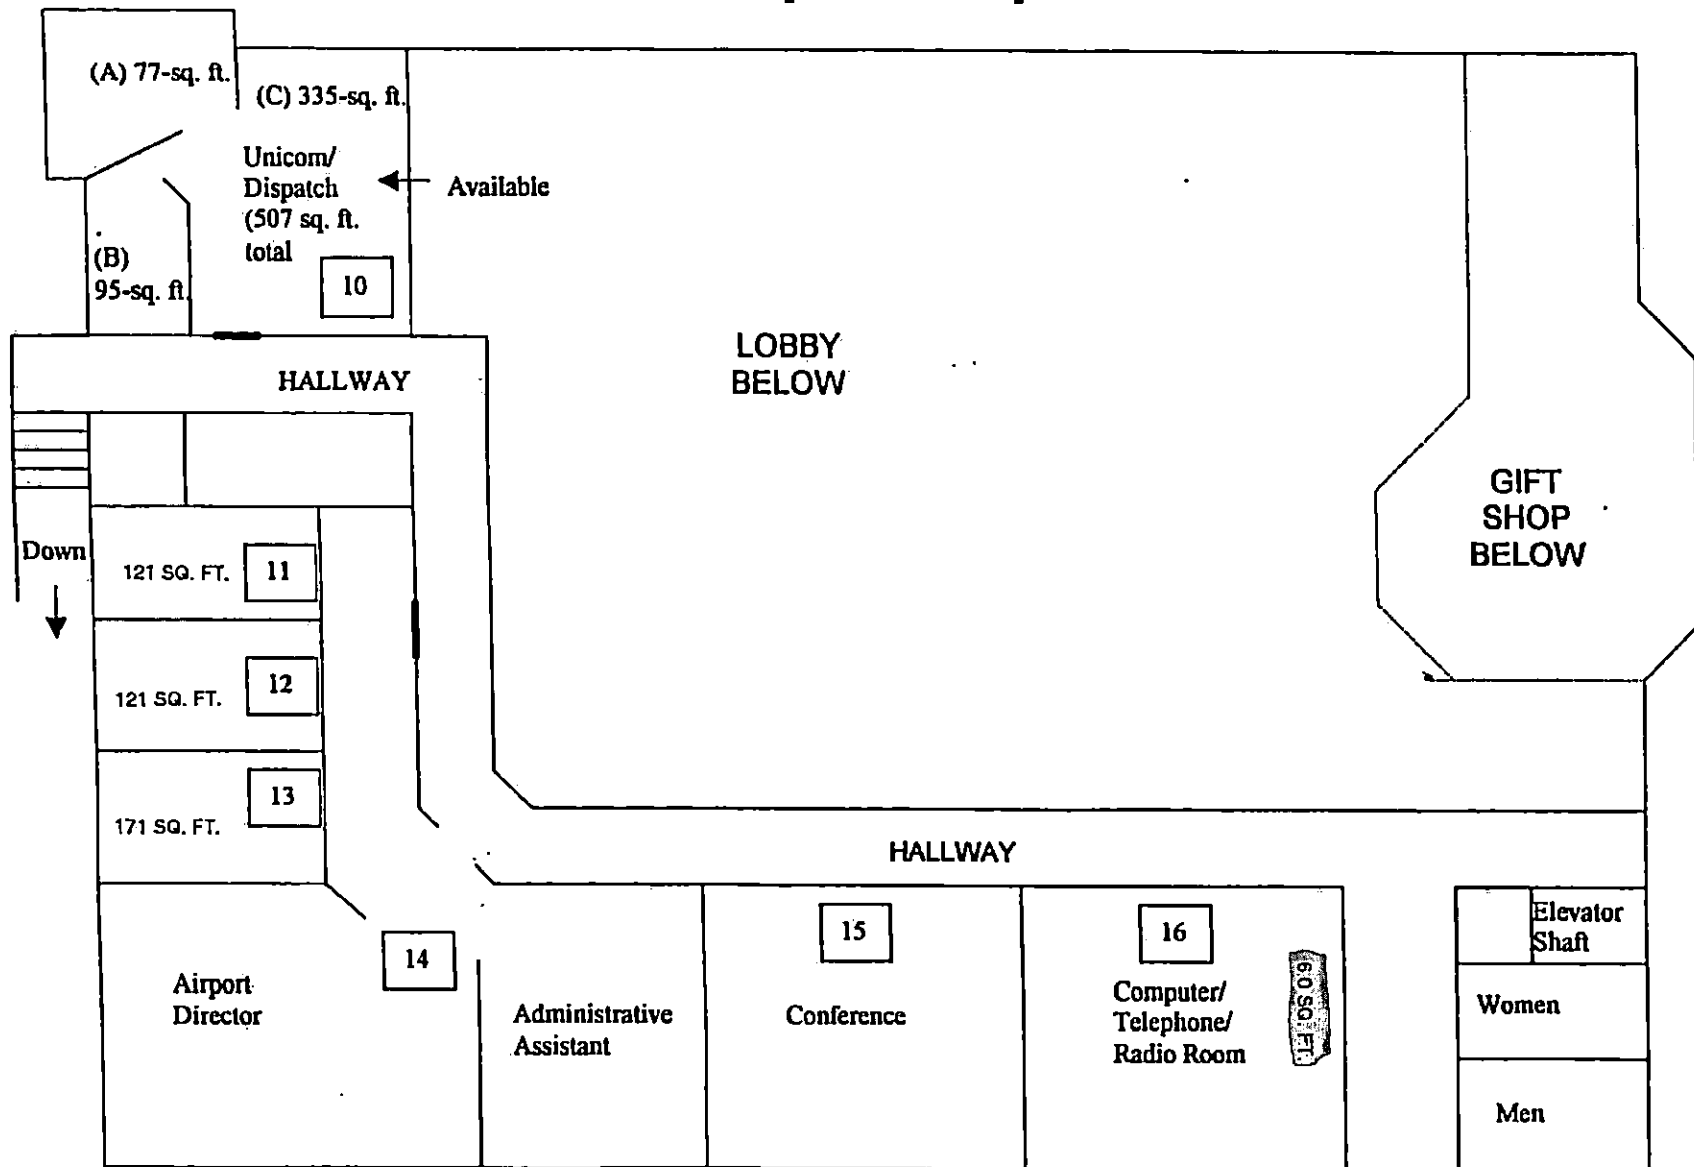 (A) 77-sq. ft.
(C) 335-sq. ft.
Unicom/
Dispatch
(507 sq. ft.
total
Available
(B)
95-sq. ft.
10
HALLWAY
LOBBY
BELOW
GIFT
SHOP
BELOW
Down
121 SQ. FT.
11
121 SQ. FT.
12
171 SQ. FT.
13
HALLWAY
14
Airport
Director
Administrative
Assistant
15
Conference
16
Computer/
Telephone/
Radio Room
6.0 SQ. FT.
Elevator
Shaft
Women
Men